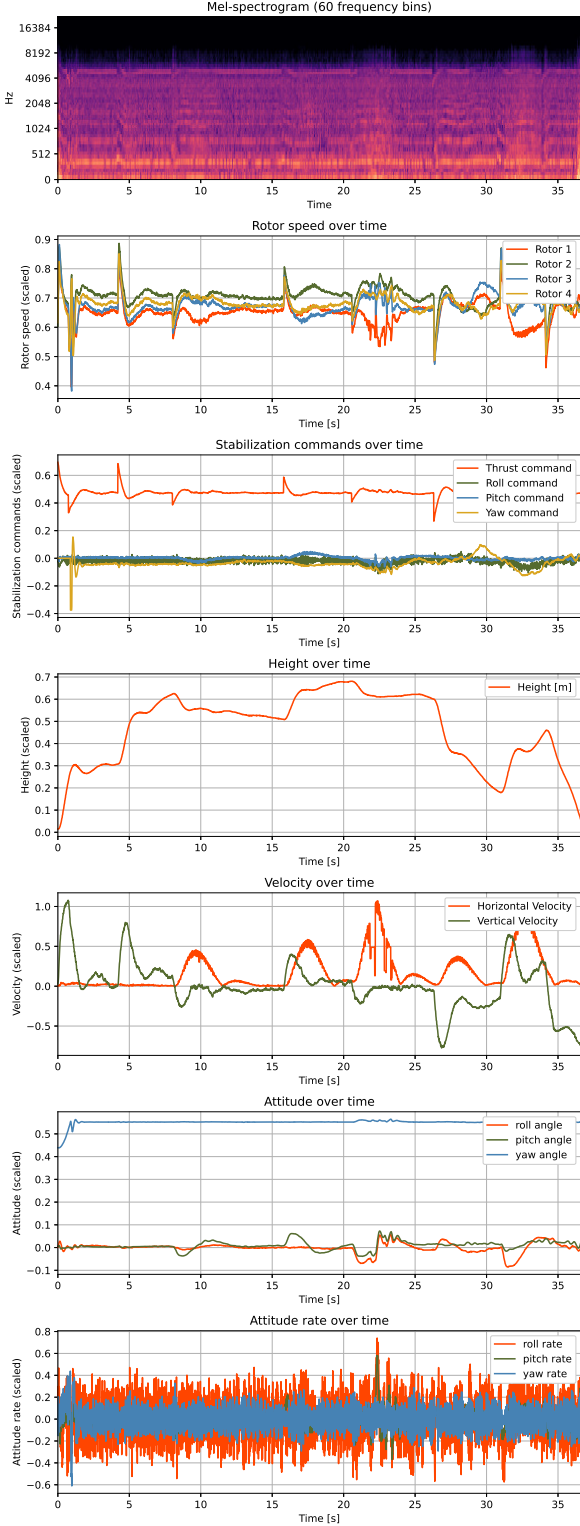 Mel-spectrogram (60 frequency bins)
16384
8192
4096
2048
1024
512
0
Hz
0 5 10 15 20 25 30 35
Time
Rotor speed over time
0.9
0.8
0.7
0.6
0.5
0.4
Rotor speed (scaled)
Rotor 1
Rotor 2
Rotor 3
Rotor 4
0 5 10 15 20 25 30 35
Time [s]
Stabilization commands over time
0.6
0.4
0.2
0.0
−0.2
−0.4
Stabilization commands (scaled)
Thrust command
Roll command
Pitch command
Yaw command
0 5 10 15 20 25 30 35
Time [s]
Height over time
0.7
0.6
0.5
0.4
0.3
0.2
0.1
0.0
Height (scaled)
Height [m]
0 5 10 15 20 25 30 35
Time [s]
Velocity over time
1.0
0.5
0.0
−0.5
Velocity (scaled)
Horizontal Velocity
Vertical Velocity
0 5 10 15 20 25 30 35
Time [s]
Attitude over time
0.5
0.4
0.3
0.2
0.1
0.0
−0.1
Attitude (scaled)
roll angle
pitch angle
yaw angle
0 5 10 15 20 25 30 35
Time [s]
Attitude rate over time
0.8
0.6
0.4
0.2
0.0
−0.2
−0.4
−0.6
Attitude rate (scaled)
roll rate
pitch rate
yaw rate
0 5 10 15 20 25 30 35
Time [s]